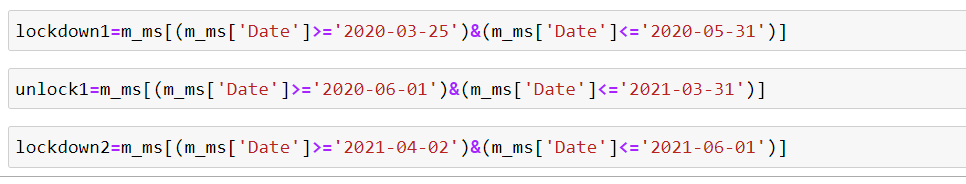 lockdown1=m_ms[(m_ms['Date']>='2020-03-25')&(m_ms['Date']<='2020-05-31')]
unlock1=m_ms[(m_ms['Date']>='2020-06-01')&(m_ms['Date']<='2021-03-31')]
lockdown2=m_ms[(m_ms['Date']>='2021-04-02')&(m_ms['Date']<='2021-06-01')]